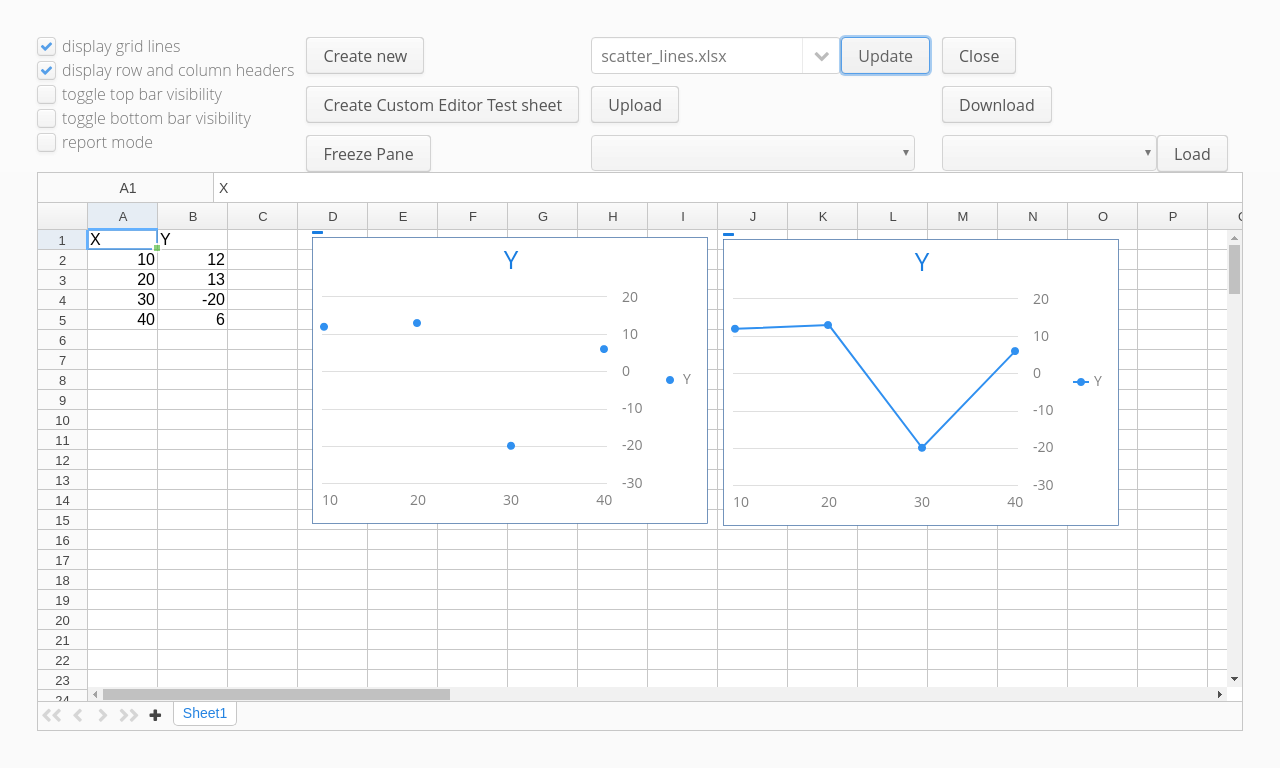 display grid lines
display row and column headers
toggle top bar visibility
toggle bottom bar visibility
report mode
Create new
scatter_lines.xlsx
Update
Close
Create Custom Editor Test sheet
Upload
Download
Freeze Pane
Load
A1 X
A B C D E F G H I J K L M N O P
1 X Y
2 10 12
3 20 13
4 30 -20
5 40 6
6
7
8
9
10
11
12
13
14
15
16
17
18
19
20
21
22
23
24
Y
20
10
0
-10
-20
-30
10 20 30 40
Y
Y
20
10
0
-10
-20
-30
10 20 30 40
Y
Sheet1